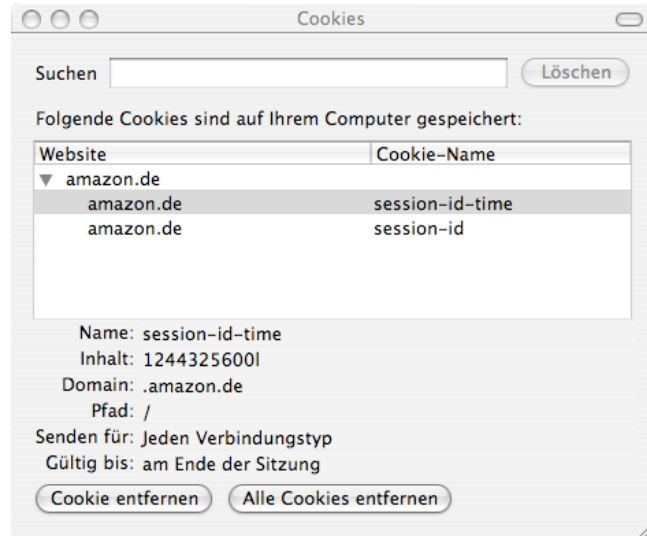 Cookies
Suchen Löschen
Folgende Cookies sind auf Ihrem Computer gespeichert:
Website Cookie-Name
amazon.de
amazon.de session-id-time
amazon.de session-id
Name: session-id-time
Inhalt: 1244325600l
Domain: .amazon.de
Pfad: /
Senden für: Jeden Verbindungstyp
Gültig bis: am Ende der Sitzung
Cookie entfernen Alle Cookies entfernen